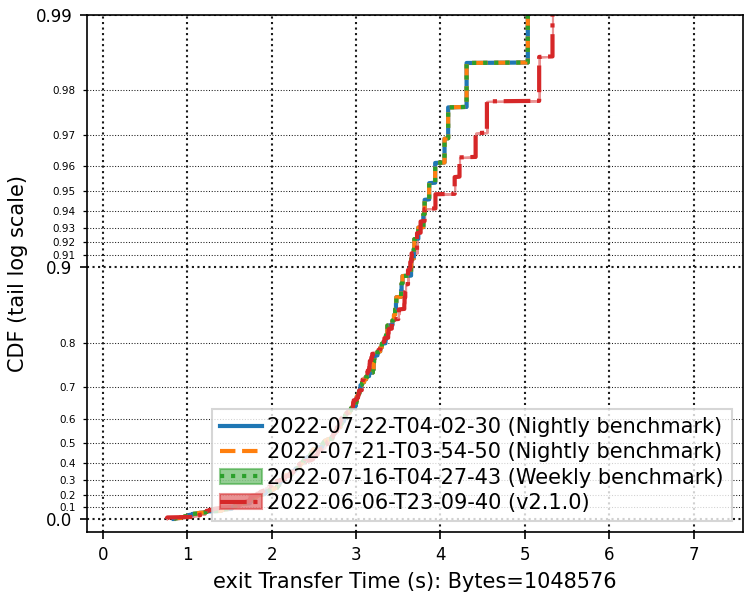 0.99
0.98
0.97
0.96
0.95
0.94
0.93
0.92
0.91
0.9
0.8
0.7
0.6
0.5
0.4
0.3
0.2
0.1
0.0
CDF (tail log scale)
2022-07-22-T04-02-30 (Nightly benchmark)
2022-07-21-T03-54-50 (Nightly benchmark)
2022-07-16-T04-27-43 (Weekly benchmark)
2022-06-06-T23-09-40 (v2.1.0)
0 1 2 3 4 5 6 7
exit Transfer Time (s): Bytes=1048576